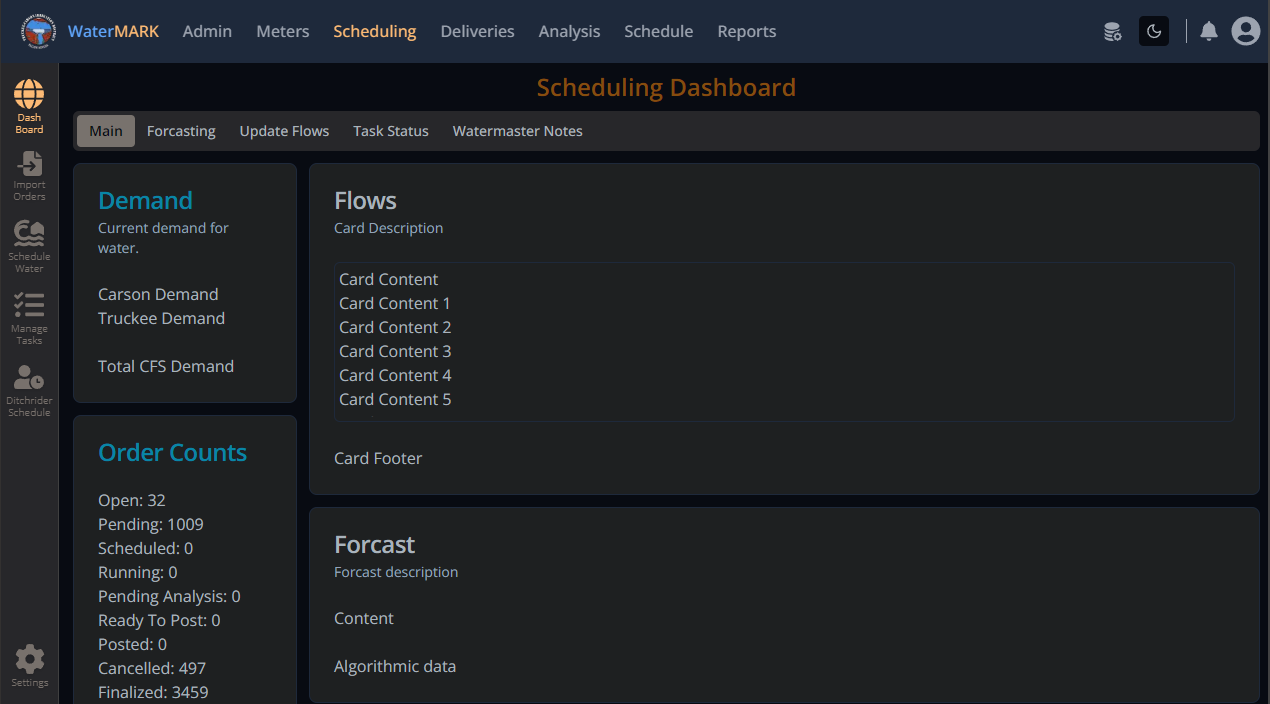 WaterMARK Admin Meters Scheduling Deliveries Analysis Schedule Reports
Dash
Board
Import
Orders
Schedule
Water
Manage
Tasks
Ditchrider
Schedule
Settings
Scheduling Dashboard
Main Forcasting Update Flows Task Status Watermaster Notes
Demand
Current demand for
water.
Carson Demand
Truckee Demand
Total CFS Demand
Order Counts
Open: 32
Pending: 1009
Scheduled: 0
Running: 0
Pending Analysis: 0
Ready To Post: 0
Posted: 0
Cancelled: 497
Finalized: 3459
Flows
Card Description
Card Content
Card Content 1
Card Content 2
Card Content 3
Card Content 4
Card Content 5
Card Footer
Forcast
Forcast description
Content
Algorithmic data